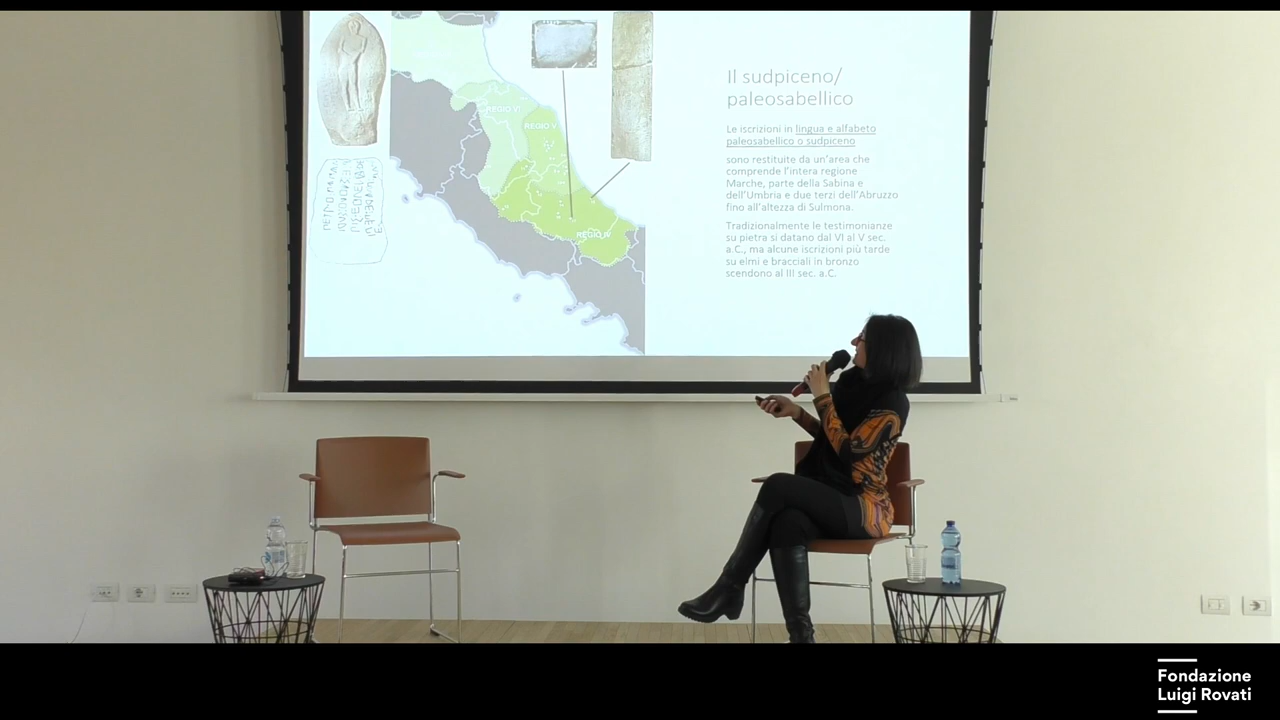 Il sudpiceno/
paleosabellico
Le iscrizioni in lingua e alfabeto
paleosabellico o sudpiceno
sono restituite da un'area che
comprende l'intera regione
Marche, parte della Sabina e
dell'Umbria e due terzi dell'Abruzzo
fino all'altezza di Sulmona.
Tradizionalmente le testimonianze
su pietra si datano dal VI al V sec.
a.C., ma alcune iscrizioni più tarde
su elmi e bracciali in bronzo
scendono al III sec. a.C.
REGIO VI
REGIO V
REGIO IV
Fondazione
Luigi Rovati